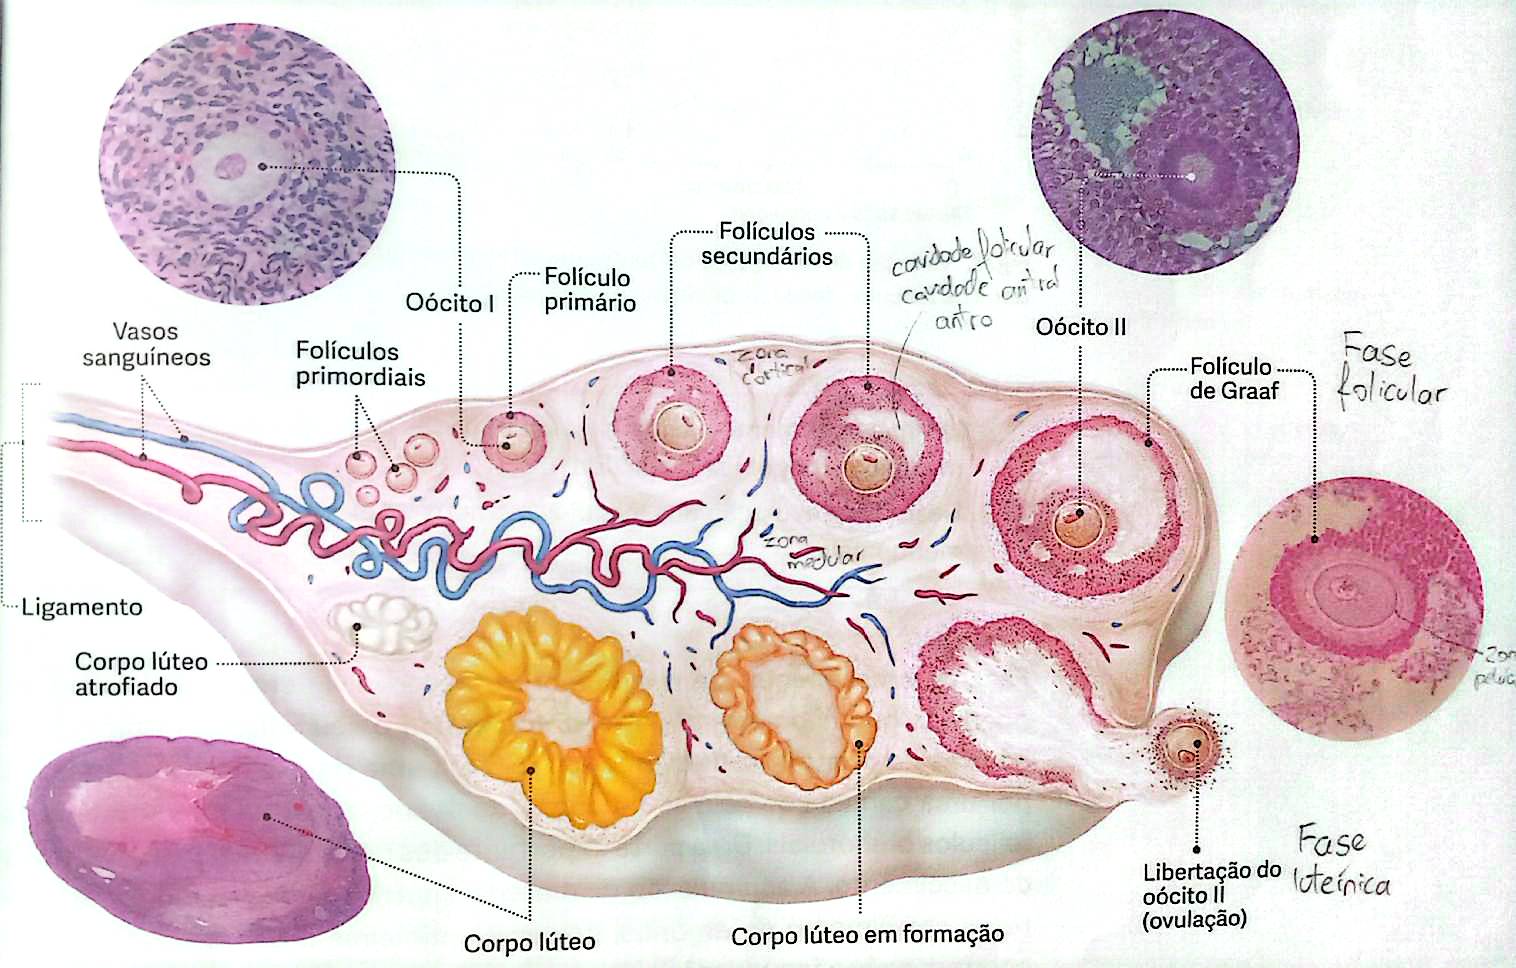 Folículos
secundários
cavidade folicular
cavidade antral
antro
Folículo
primário
Oócito I
Oócito II
Vasos
sanguíneos
Folículos
primordiais
zona
cortical
Folículo
de Graaf
Fase
folicular
zona
medular
Ligamento
Corpo lúteo
atrofiado
Fase
luteínica
Libertação do
oócito II
(ovulação)
Corpo lúteo
Corpo lúteo em formação